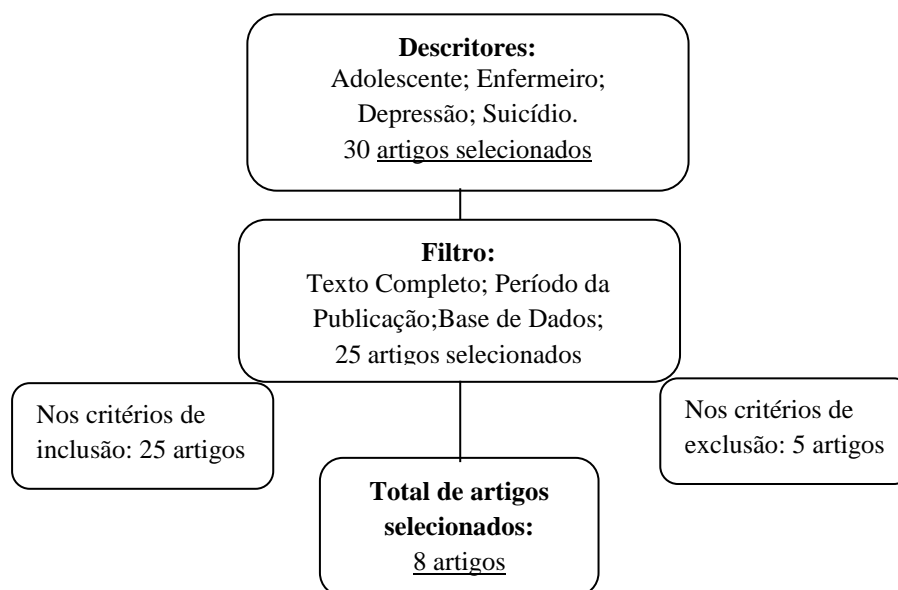 Descritores:
Adolescente; Enfermeiro;
Depressão; Suicídio.
30 artigos selecionados
Filtro:
Texto Completo; Período da
Publicação;Base de Dados;
25 artigos selecionados
Nos critérios de
inclusão: 25 artigos
Nos critérios de
exclusão: 5 artigos
Total de artigos
selecionados:
8 artigos